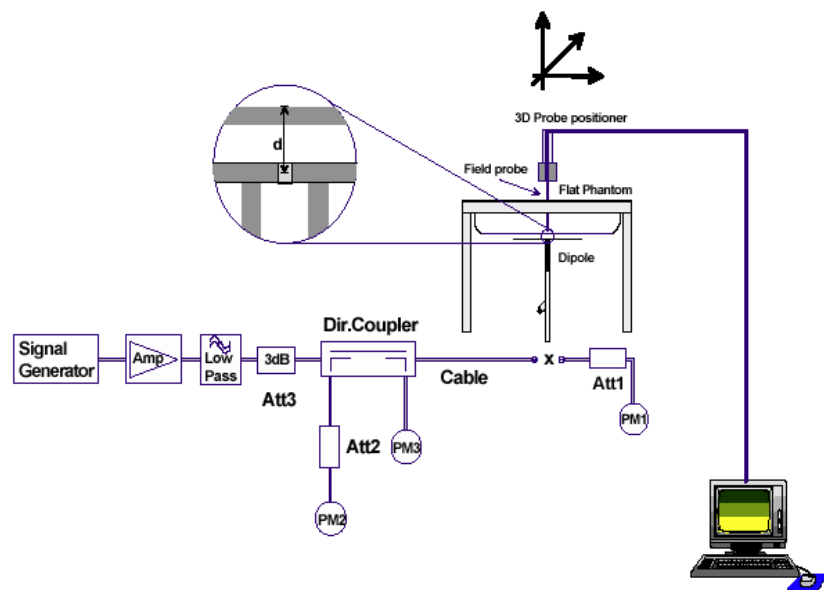 3D Probe positioner
d
Field probe
Flat Phantom
Dipole
Dir.Coupler
Signal
Generator
Amp
Low
Pass
3dB
Att3
Cable
x
Att1
PM1
Att2
PM3
PM2